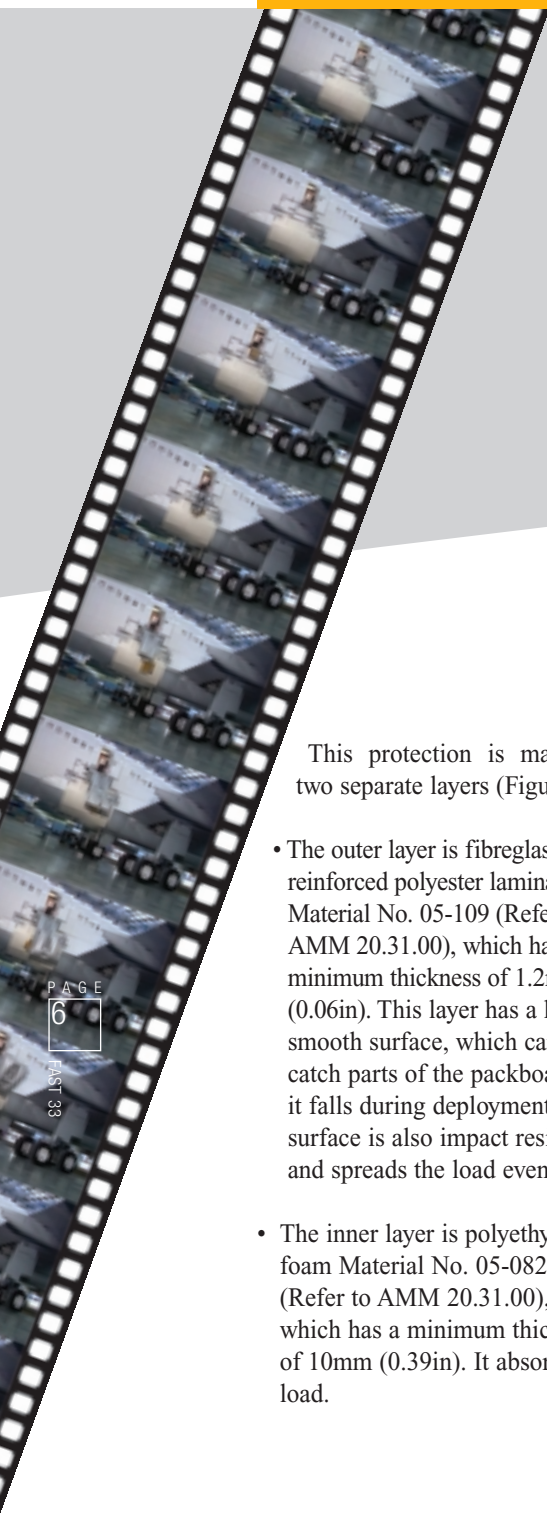 This protection is ma
two separate layers (Figu
• The outer layer is fibreglas
reinforced polyester lamina
Material No. 05-109 (Refe
AMM 20.31.00), which ha
minimum thickness of 1.2m
(0.06in). This layer has a h
smooth surface, which ca
catch parts of the packboa
it falls during deployment
surface is also impact resi
and spreads the load even
• The inner layer is polyethy
foam Material No. 05-082
(Refer to AMM 20.31.00),
which has a minimum thic
of 10mm (0.39in). It absor
load.
PAGE
6
FAST 33